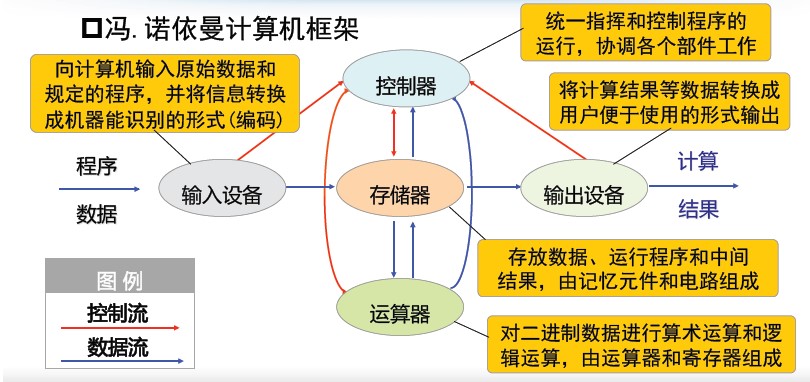 冯.诺依曼计算机框架
统一指挥和控制程序的
运行，协调各个部件工作
向计算机输入原始数据和
规定的程序，并将信息转换
成机器能识别的形式(编码)
控制器
将计算结果等数据转换成
用户便于使用的形式输出
程序
数据
输入设备
存储器
输出设备
计算
结果
存放数据、运行程序和中间
结果，由记忆元件和电路组成
图例
控制流
数据流
运算器
对二进制数据进行算术运算和逻
辑运算，由运算器和寄存器组成